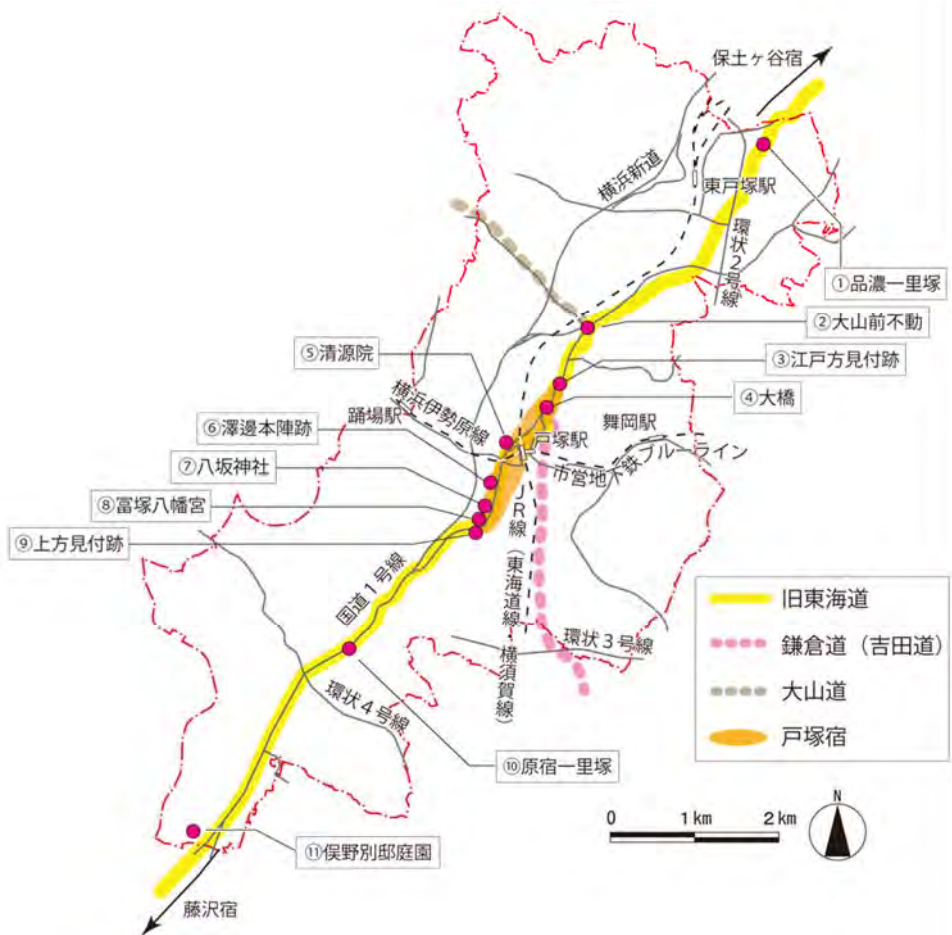 保土ヶ谷宿
横浜新道
東戸塚駅
環状2号線
①品濃一里塚
②大山前不動
⑤清源院
③江戸方見付跡
④大橋
横浜伊勢原線
踊場駅
舞岡駅
⑥澤邊本陣跡
戸塚駅
市営地下鉄ブルーライン
⑦八坂神社
⑧冨塚八幡宮
⑨上方見付跡
JR線(東海道線・横須賀線)
国道1号線
環状3号線
環状4号線
⑩原宿一里塚
⑪俣野別邸庭園
藤沢宿
旧東海道
鎌倉道(吉田道)
大山道
戸塚宿
0 1km 2km
N